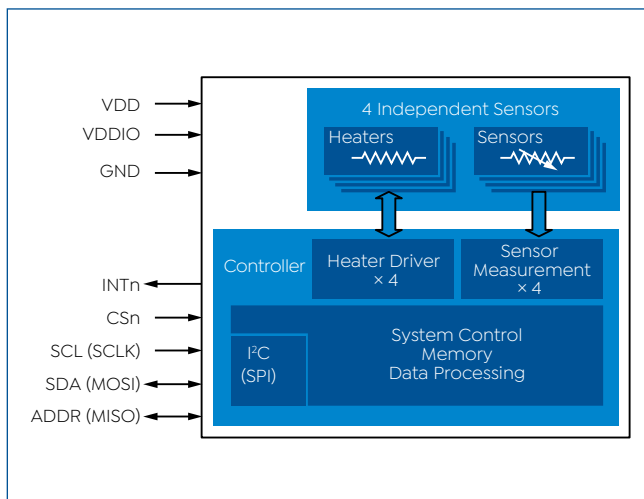 4 Independent Sensors
Heaters
Sensors
VDD
VDDIO
GND
Controller
Heater Driver
× 4
Sensor
Measurement
× 4
INTn
CSn
SCL (SCLK)
SDA (MOSI)
ADDR (MISO)
I²C
(SPI)
System Control
Memory
Data Processing